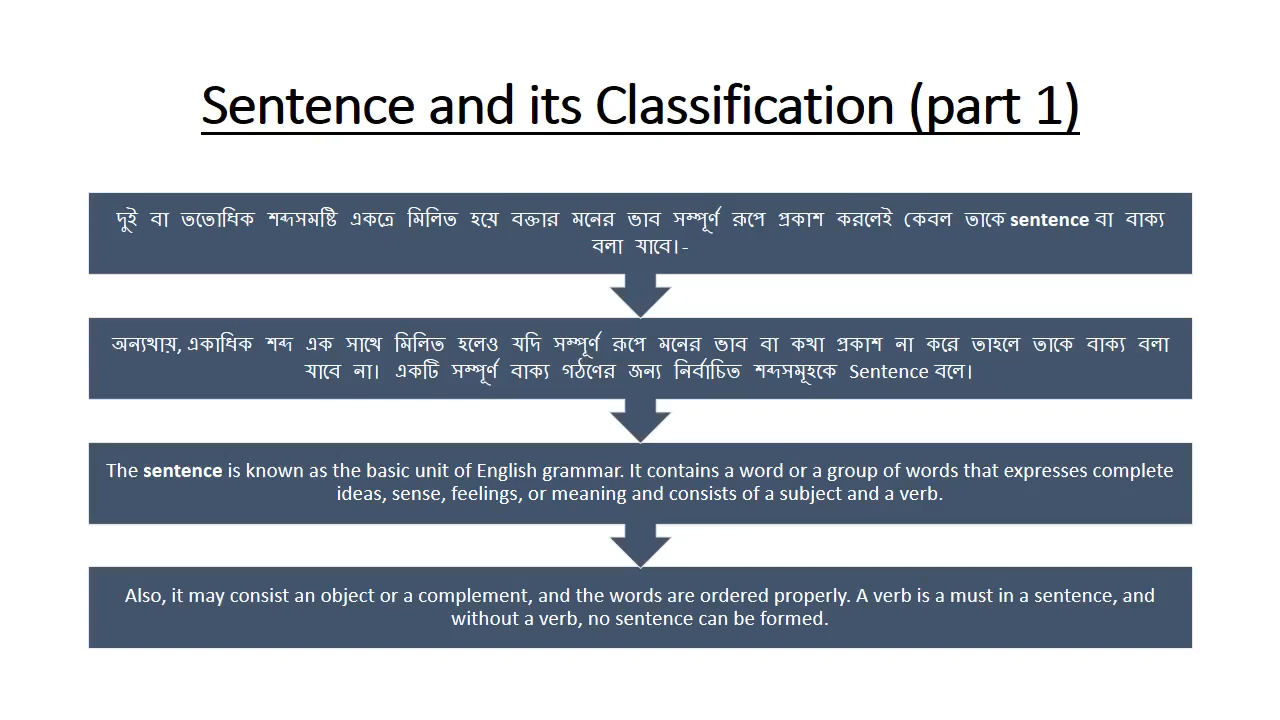 Sentence and its Classification (part 1)
দুই বা ততোধিক শব্দসমষ্টি একত্রে মিলিত হয়ে বক্তার মনের ভাব সম্পূর্ণ রূপে প্রকাশ করলেই কেবল তাকে sentence বা বাক্য
বলা যাবে।-
অন্যথায়, একাধিক শব্দ এক সাথে মিলিত হলেও যদি সম্পূর্ণ রূপে মনের ভাব বা কথা প্রকাশ না করে তাহলে তাকে বাক্য বলা
যাবে না। একটি সম্পূর্ণ বাক্য গঠণের জন্য নির্বাচিত শব্দসমূহকে Sentence বলে।
The sentence is known as the basic unit of English grammar. It contains a word or a group of words that expresses complete
ideas, sense, feelings, or meaning and consists of a subject and a verb.
Also, it may consist an object or a complement, and the words are ordered properly. A verb is a must in a sentence, and
without a verb, no sentence can be formed.